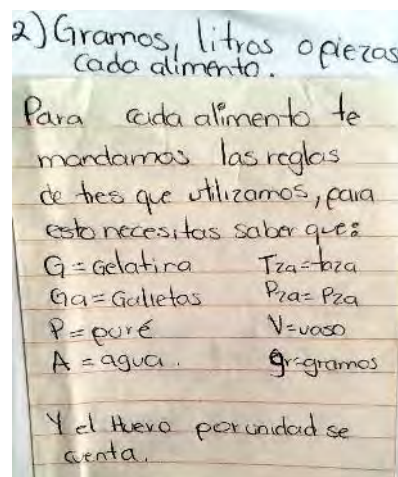 2) Gramos, litros o piezas
cada alimento.
Para cada alimento te
mandamos las reglas
de tres que utilizamos, para
esto necesitas saber que:
G = Gelatina Tza = taza
Ga = Galletas Pza = Pza
P = puré V = vaso
A = agua. gr = gramos
Y el Huevo por unidad se
cuenta.